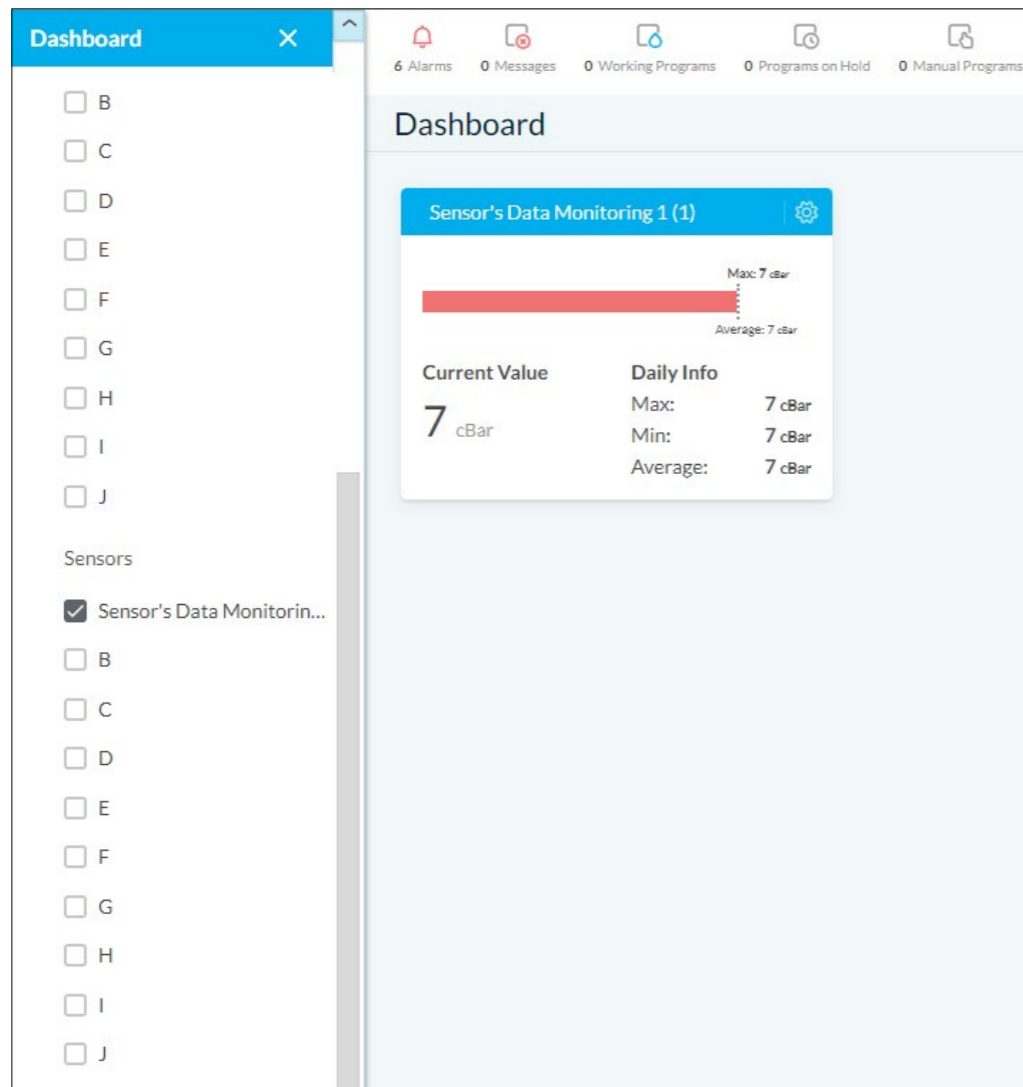 Dashboard
B
C
D
E
F
G
H
I
J
Sensors
Sensor's Data Monitorin...
B
C
D
E
F
G
H
I
J
6 Alarms
0 Messages
0 Working Programs
0 Programs on Hold
0 Manual Programs
Dashboard
Sensor's Data Monitoring 1 (1)
Max: 7 cBar
Average: 7 cBar
Current Value
7 cBar
Daily Info
Max: 7 cBar
Min: 7 cBar
Average: 7 cBar